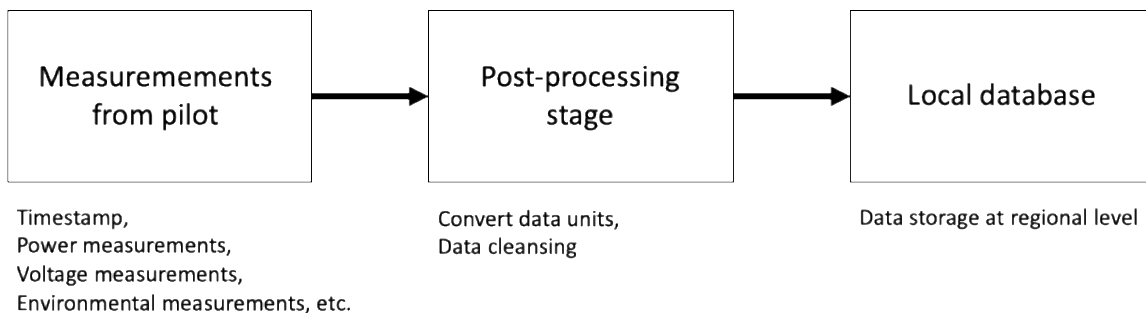 Measuremements
from pilot
Post-processing
stage
Local database
Timestamp,
Power measurements,
Voltage measurements,
Environmental measurements, etc.
Convert data units,
Data cleansing
Data storage at regional level